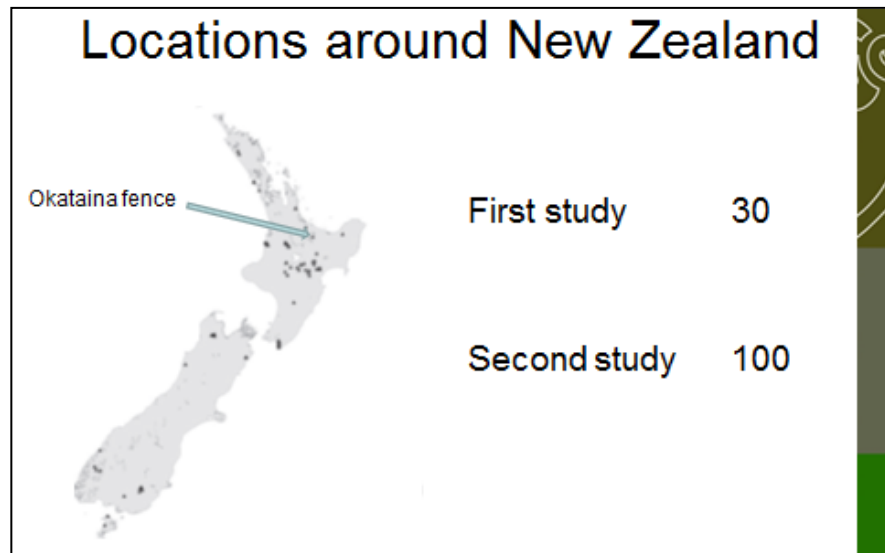 Locations around New Zealand
Okataina fence
First study 30
Second study 100